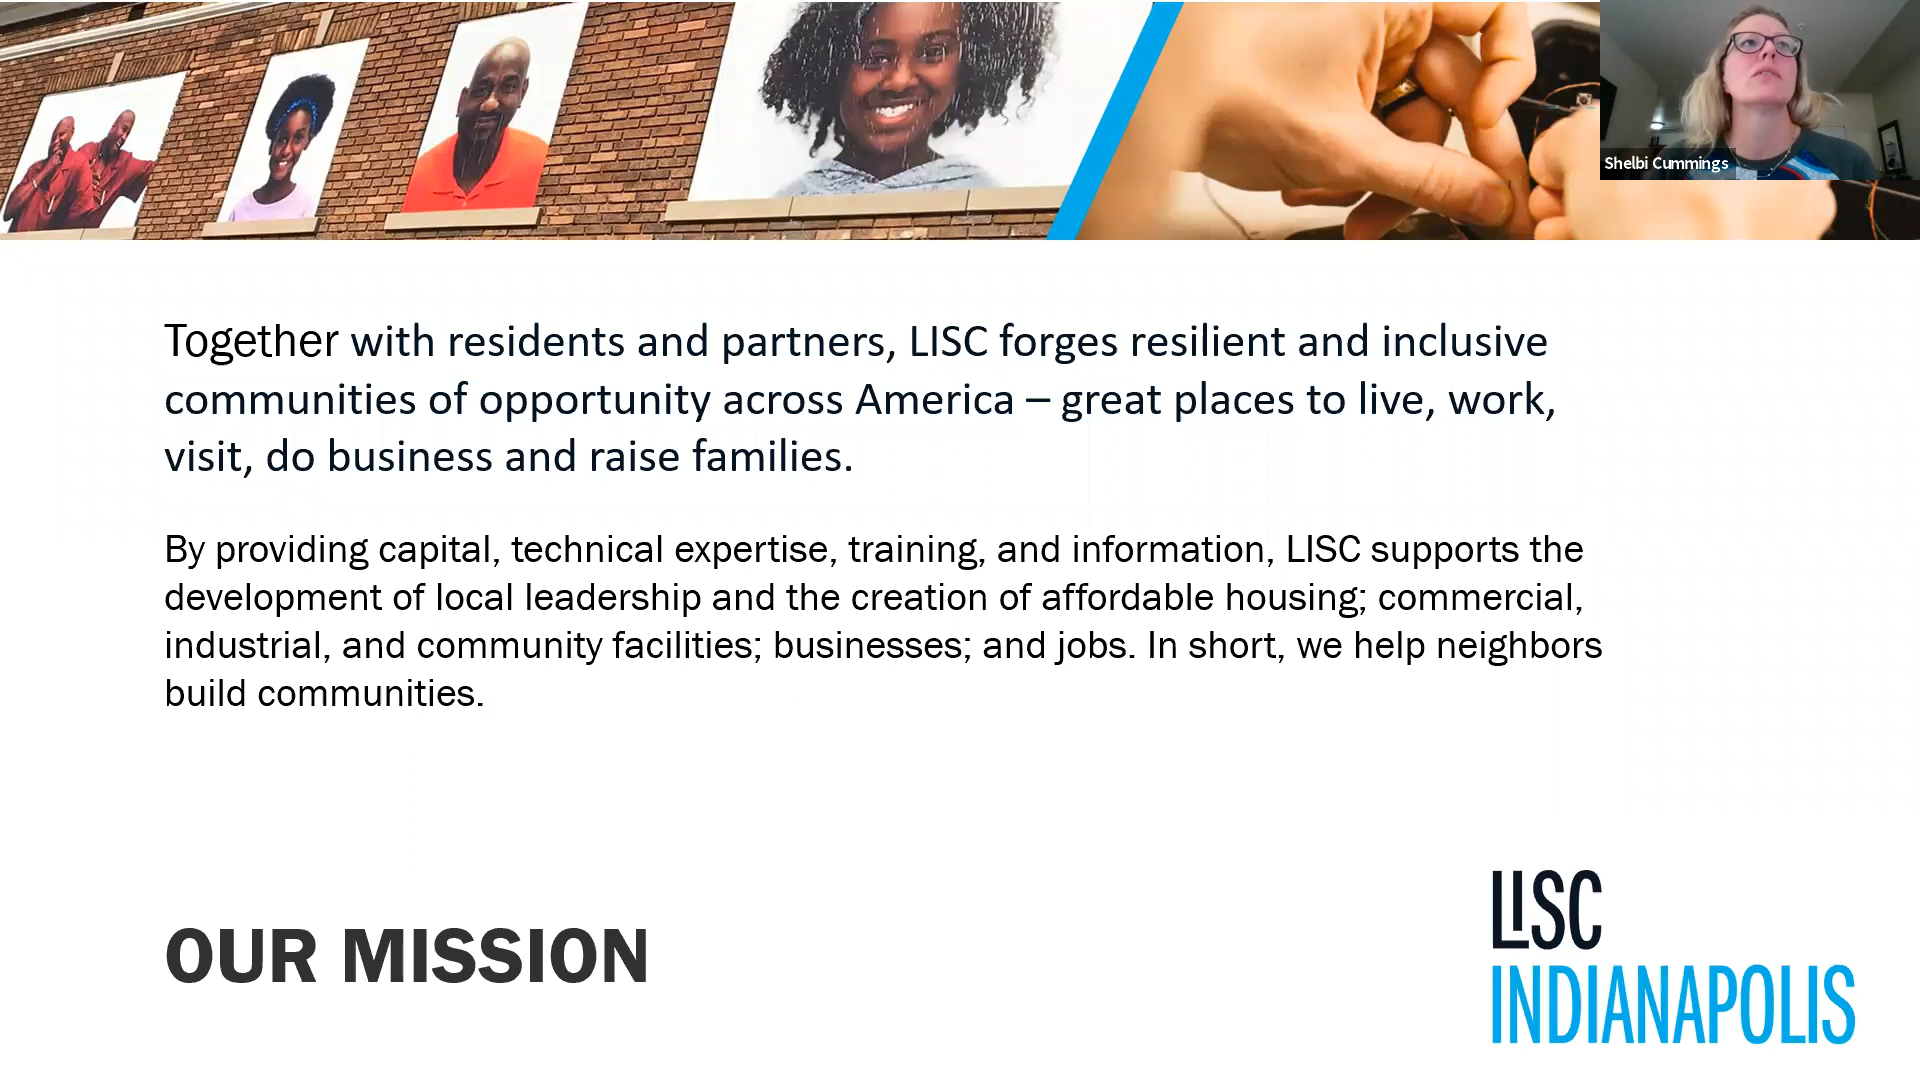 Shelbi Cummings
Together with residents and partners, LISC forges resilient and inclusive
communities of opportunity across America – great places to live, work,
visit, do business and raise families.
By providing capital, technical expertise, training, and information, LISC supports the
development of local leadership and the creation of affordable housing; commercial,
industrial, and community facilities; businesses; and jobs. In short, we help neighbors
build communities.
OUR MISSION
LISC
INDIANAPOLIS